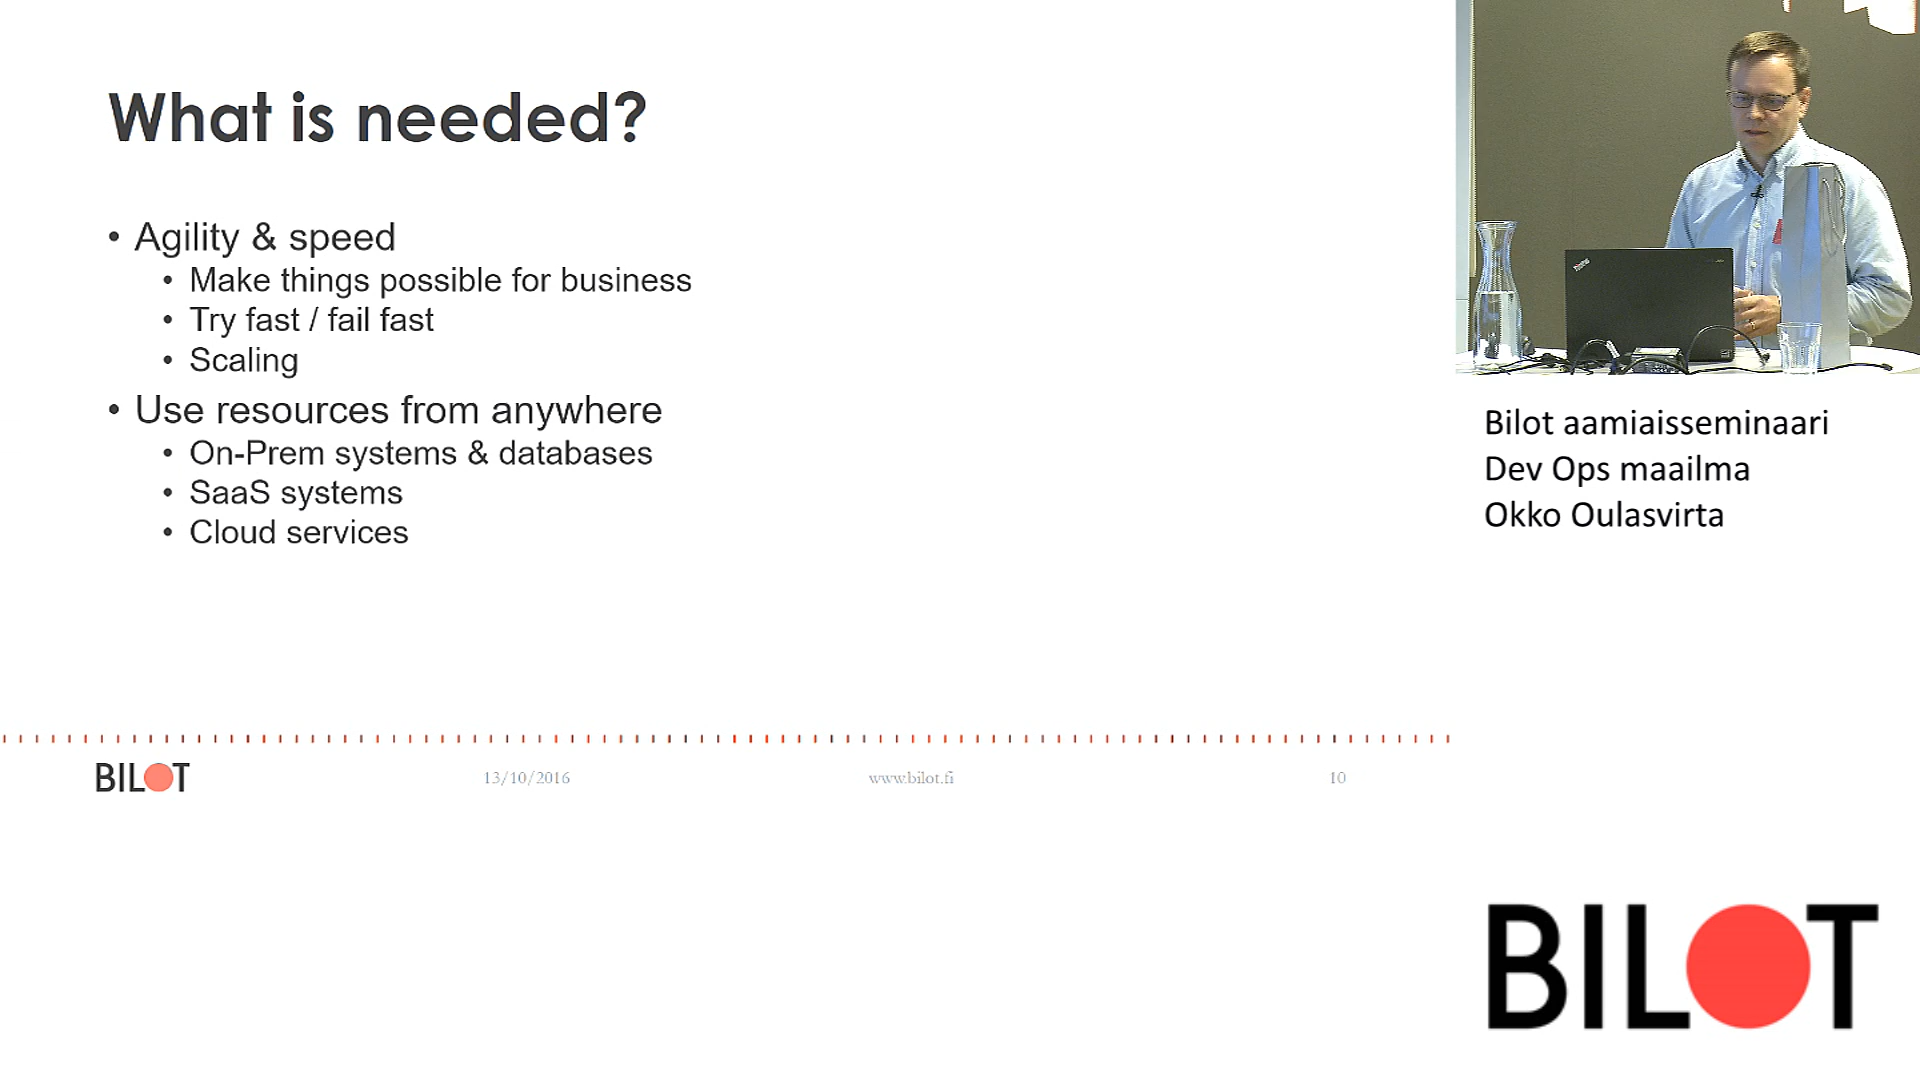 What is needed?
• Agility & speed
• Make things possible for business
• Try fast / fail fast
• Scaling
• Use resources from anywhere
• On-Prem systems & databases
• SaaS systems
• Cloud services
BILOT
13/10/2016
www.bilot.fi
10
Bilot aamiaisseminaari
Dev Ops maailma
Okko Oulasvirta
BILOT